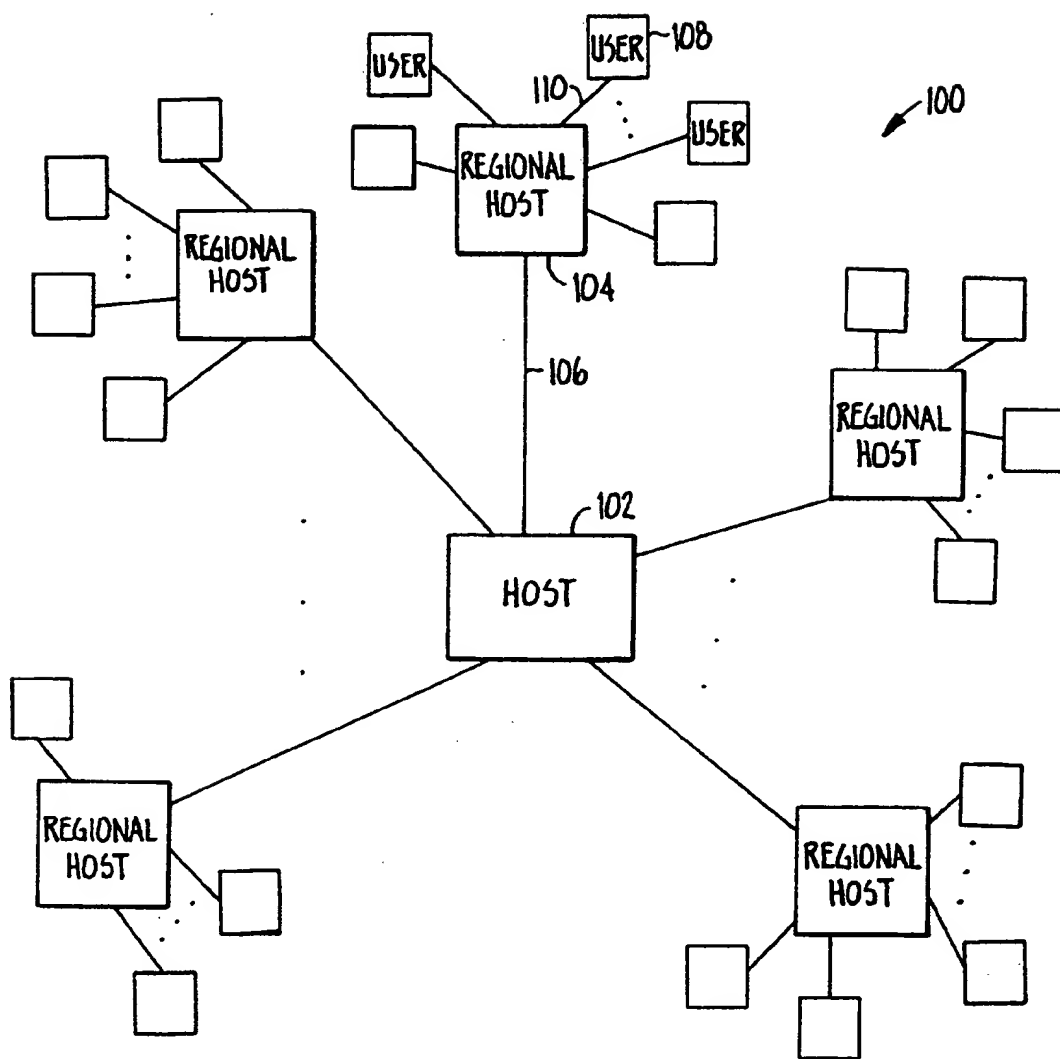 USER
USER
108
110
100
USER
REGIONAL
HOST
REGIONAL
HOST
104
106
REGIONAL
HOST
102
HOST
REGIONAL
HOST
REGIONAL
HOST